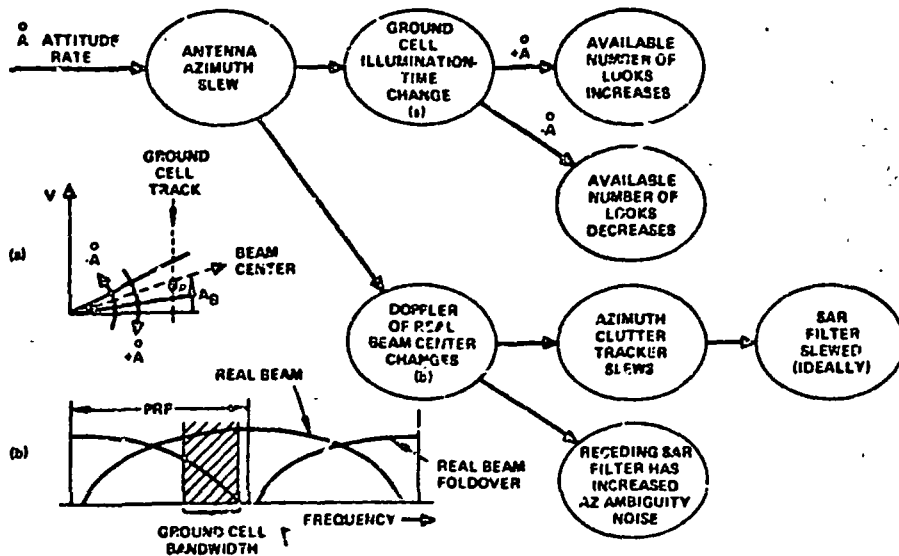 Å ATTITUDE
RATE
ANTENNA
AZIMUTH
SLEW
GROUND
CELL
ILLUMINATION-
TIME
CHANGE
(a)
+Å
AVAILABLE
NUMBER OF
LOOKS
INCREASES
-Å
AVAILABLE
NUMBER OF
LOOKS
DECREASES
GROUND
CELL
TRACK
V
(a)
-Å
BEAM
CENTER
+Å
DOPPLER
OF REAL
BEAM CENTER
CHANGES
(b)
AZIMUTH
CLUTTER
TRACKER
SLEWS
SAR
FILTER
SLEWED
(IDEALLY)
REAL BEAM
PRF
(b)
REAL BEAM
FOLDOVER
RECEDING SAR
FILTER HAS
INCREASED
AZ AMBIGUITY
NOISE
GROUND CELL
BANDWIDTH
FREQUENCY